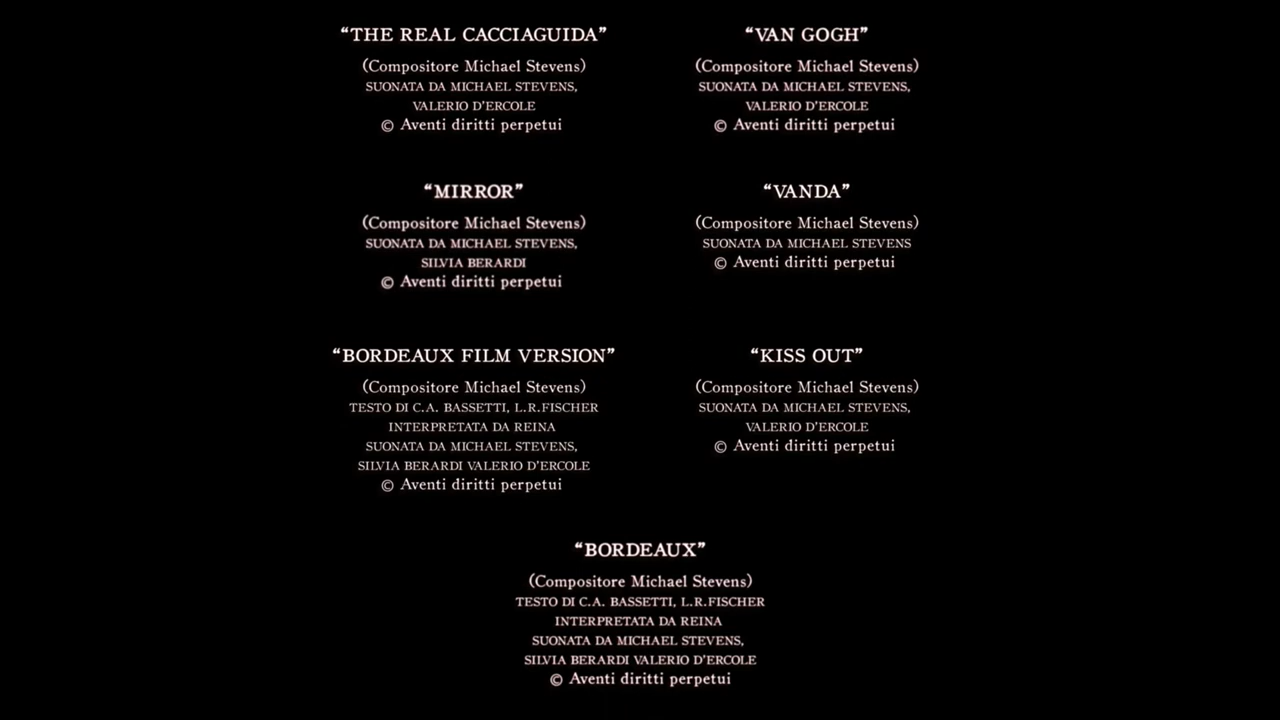 “THE REAL CACCIAGUIDA”
(Compositore Michael Stevens)
SUONATA DA MICHAEL STEVENS,
VALERIO D’ERCOLE
© Aventi diritti perpetui
“VAN GOGH”
(Compositore Michael Stevens)
SUONATA DA MICHAEL STEVENS,
VALERIO D’ERCOLE
© Aventi diritti perpetui
“MIRROR”
(Compositore Michael Stevens)
SUONATA DA MICHAEL STEVENS,
SILVIA BERARDI
© Aventi diritti perpetui
“VANDA”
(Compositore Michael Stevens)
SUONATA DA MICHAEL STEVENS
© Aventi diritti perpetui
“BORDEAUX FILM VERSION”
(Compositore Michael Stevens)
TESTO DI C.A. BASSETTI, L.R.FISCHER
INTERPRETATA DA REINA
SUONATA DA MICHAEL STEVENS,
SILVIA BERARDI VALERIO D’ERCOLE
© Aventi diritti perpetui
“KISS OUT”
(Compositore Michael Stevens)
SUONATA DA MICHAEL STEVENS,
VALERIO D’ERCOLE
© Aventi diritti perpetui
“BORDEAUX”
(Compositore Michael Stevens)
TESTO DI C.A. BASSETTI, L.R.FISCHER
INTERPRETATA DA REINA
SUONATA DA MICHAEL STEVENS,
SILVIA BERARDI VALERIO D’ERCOLE
© Aventi diritti perpetui